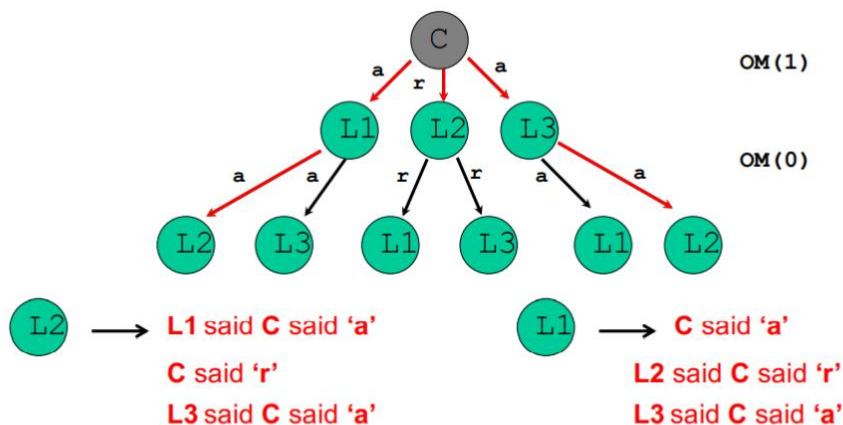 C
OM(1)
a r a
L1 L2 L3
OM(0)
a a r r a a
L2 L3 L1 L3 L1 L2
L2 L1 said C said ‘a’
C said ‘r’
L3 said C said ‘a’
L1 C said ‘a’
L2 said C said ‘r’
L3 said C said ‘a’